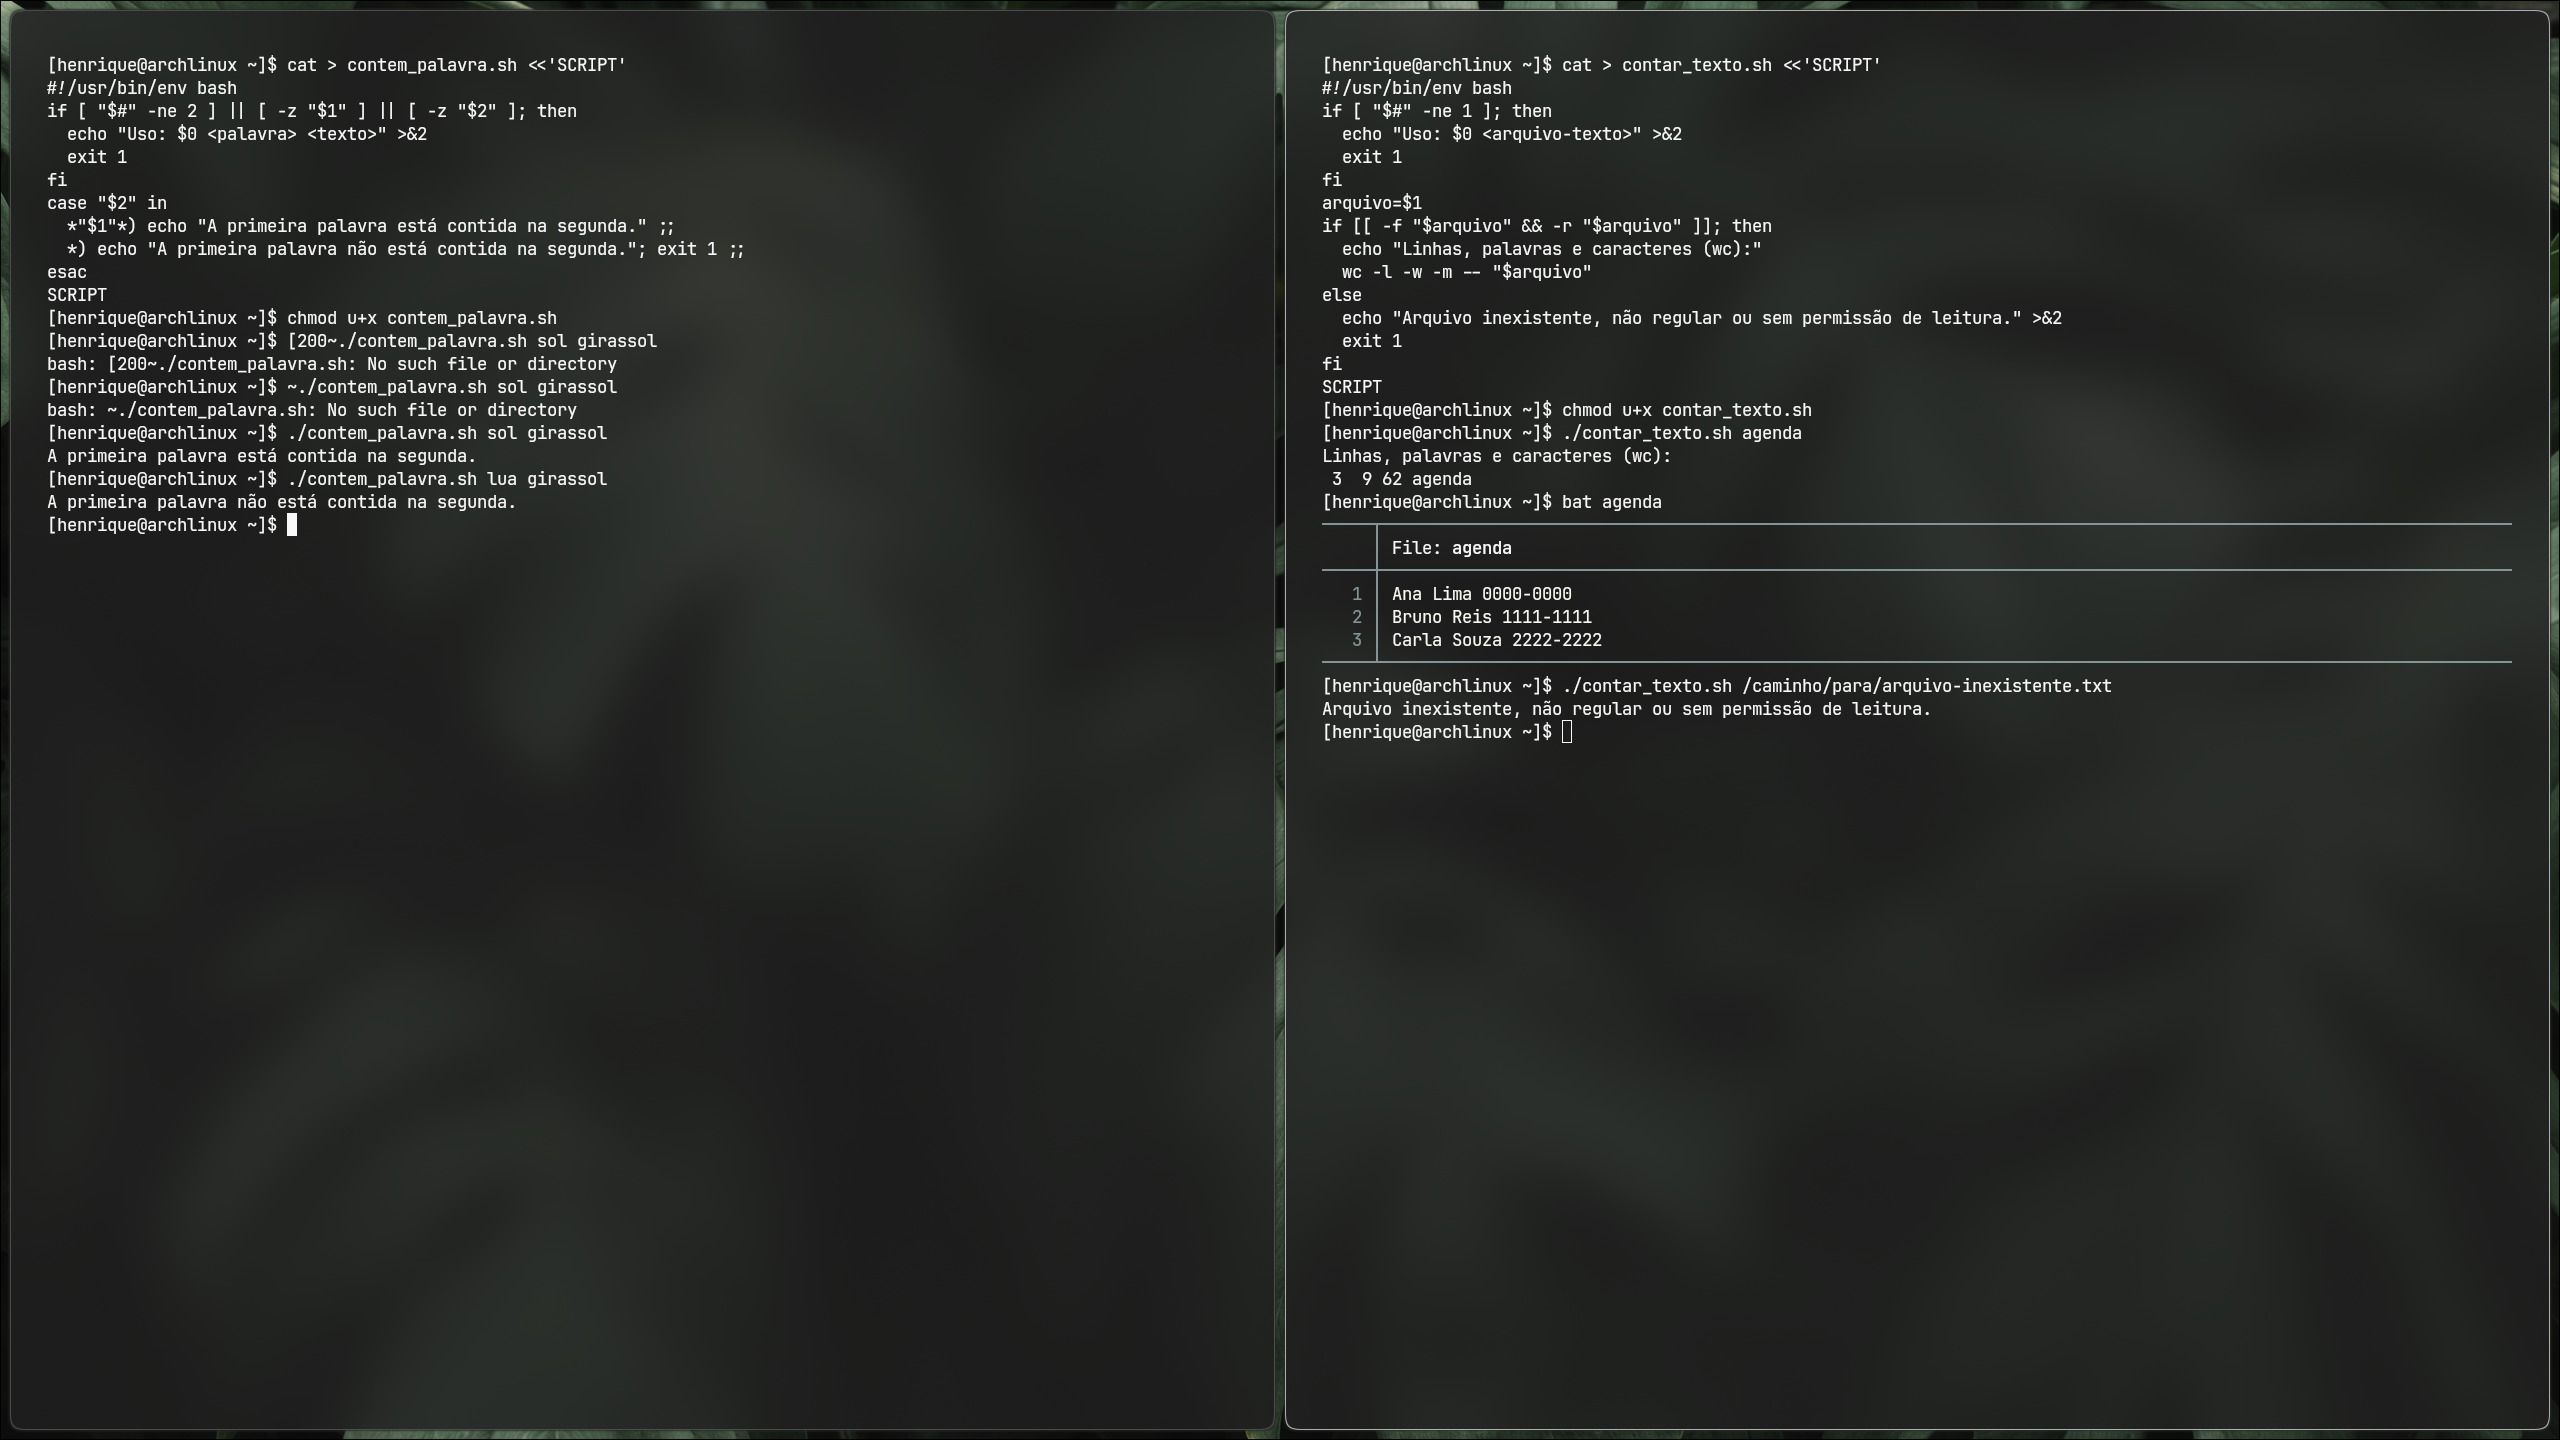 [henrique@archlinux ~]$ cat > contem_palavra.sh <<'SCRIPT'
#!/usr/bin/env bash
if [ "$#" -ne 2 ] || [ -z "$1" ] || [ -z "$2" ]; then
  echo "Uso: $0 <palavra> <texto>" >&2
  exit 1
fi
case "$2" in
  *"$1"*) echo "A primeira palavra está contida na segunda." ;;
  *) echo "A primeira palavra não está contida na segunda."; exit 1 ;;
esac
SCRIPT
[henrique@archlinux ~]$ chmod u+x contem_palavra.sh
[henrique@archlinux ~]$ [200~./contem_palavra.sh sol girassol
bash: [200~./contem_palavra.sh: No such file or directory
[henrique@archlinux ~]$ ~./contem_palavra.sh sol girassol
bash: ~./contem_palavra.sh: No such file or directory
[henrique@archlinux ~]$ ./contem_palavra.sh sol girassol
A primeira palavra está contida na segunda.
[henrique@archlinux ~]$ ./contem_palavra.sh lua girassol
A primeira palavra não está contida na segunda.
[henrique@archlinux ~]$
[henrique@archlinux ~]$ cat > contar_texto.sh <<'SCRIPT'
#!/usr/bin/env bash
if [ "$#" -ne 1 ]; then
  echo "Uso: $0 <arquivo-texto>" >&2
  exit 1
fi
arquivo=$1
if [[ -f "$arquivo" && -r "$arquivo" ]]; then
  echo "Linhas, palavras e caracteres (wc):"
  wc -l -w -m -- "$arquivo"
else
  echo "Arquivo inexistente, não regular ou sem permissão de leitura." >&2
  exit 1
fi
SCRIPT
[henrique@archlinux ~]$ chmod u+x contar_texto.sh
[henrique@archlinux ~]$ ./contar_texto.sh agenda
Linhas, palavras e caracteres (wc):
 3  9 62 agenda
[henrique@archlinux ~]$ bat agenda
File: agenda
1 Ana Lima 0000-0000
2 Bruno Reis 1111-1111
3 Carla Souza 2222-2222
[henrique@archlinux ~]$ ./contar_texto.sh /caminho/para/arquivo-inexistente.txt
Arquivo inexistente, não regular ou sem permissão de leitura.
[henrique@archlinux ~]$